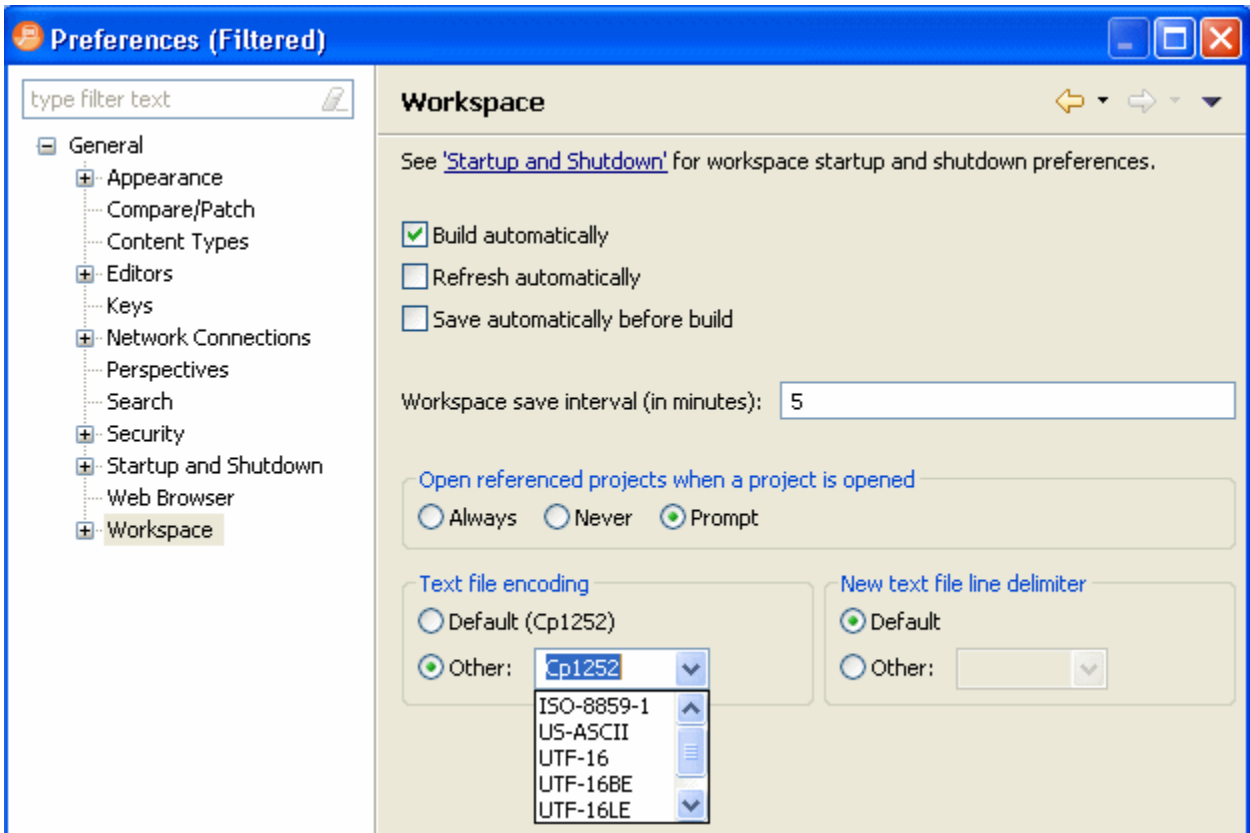 Preferences (Filtered)
type filter text
General
Appearance
Compare/Patch
Content Types
Editors
Keys
Network Connections
Perspectives
Search
Security
Startup and Shutdown
Web Browser
Workspace
Workspace
See 'Startup and Shutdown' for workspace startup and shutdown preferences.
Build automatically
Refresh automatically
Save automatically before build
Workspace save interval (in minutes): 5
Open referenced projects when a project is opened
Always Never Prompt
Text file encoding
Default (Cp1252)
Other: Cp1252
ISO-8859-1
US-ASCII
UTF-16
UTF-16BE
UTF-16LE
New text file line delimiter
Default
Other: